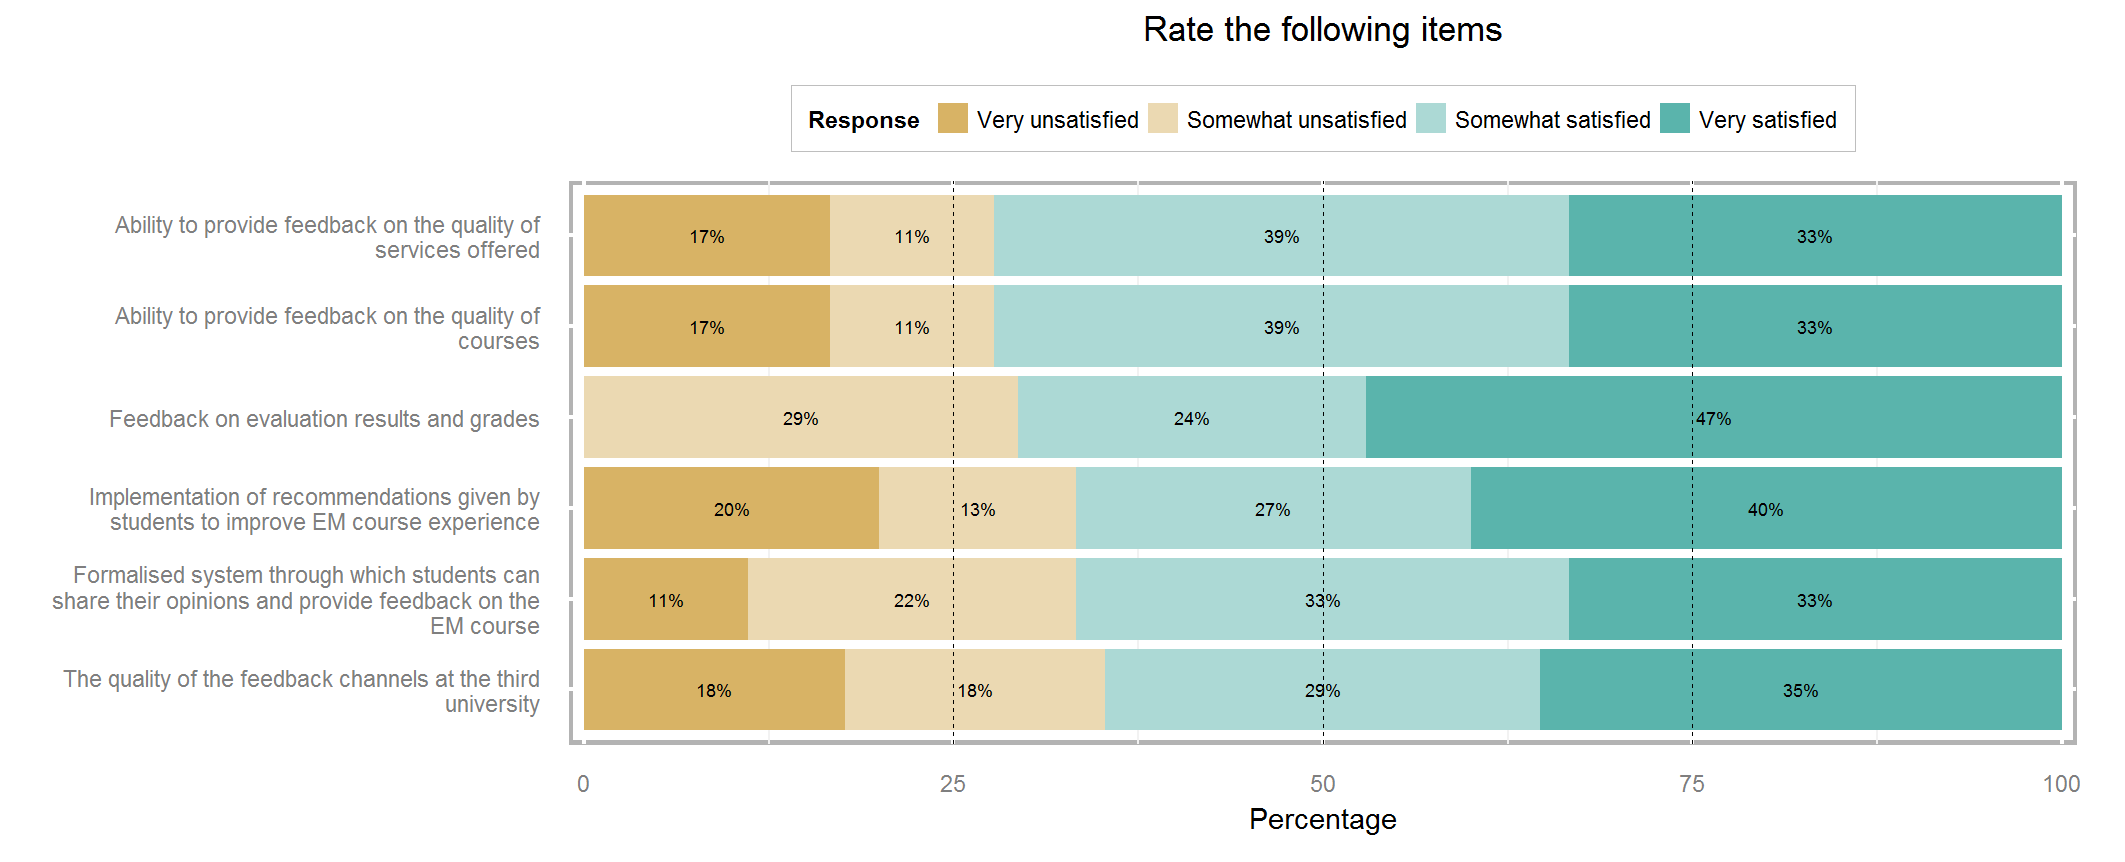 Rate the following items
Response Very unsatisfied Somewhat unsatisfied Somewhat satisfied Very satisfied
Ability to provide feedback on the quality of
services offered
17% 11% 39% 33%
Ability to provide feedback on the quality of
courses
17% 11% 39% 33%
Feedback on evaluation results and grades
29% 24% 47%
Implementation of recommendations given by
students to improve EM course experience
20% 13% 27% 40%
Formalised system through which students can
share their opinions and provide feedback on the
EM course
11% 22% 33% 33%
The quality of the feedback channels at the third
university
18% 18% 29% 35%
0 25 50 75 100
Percentage